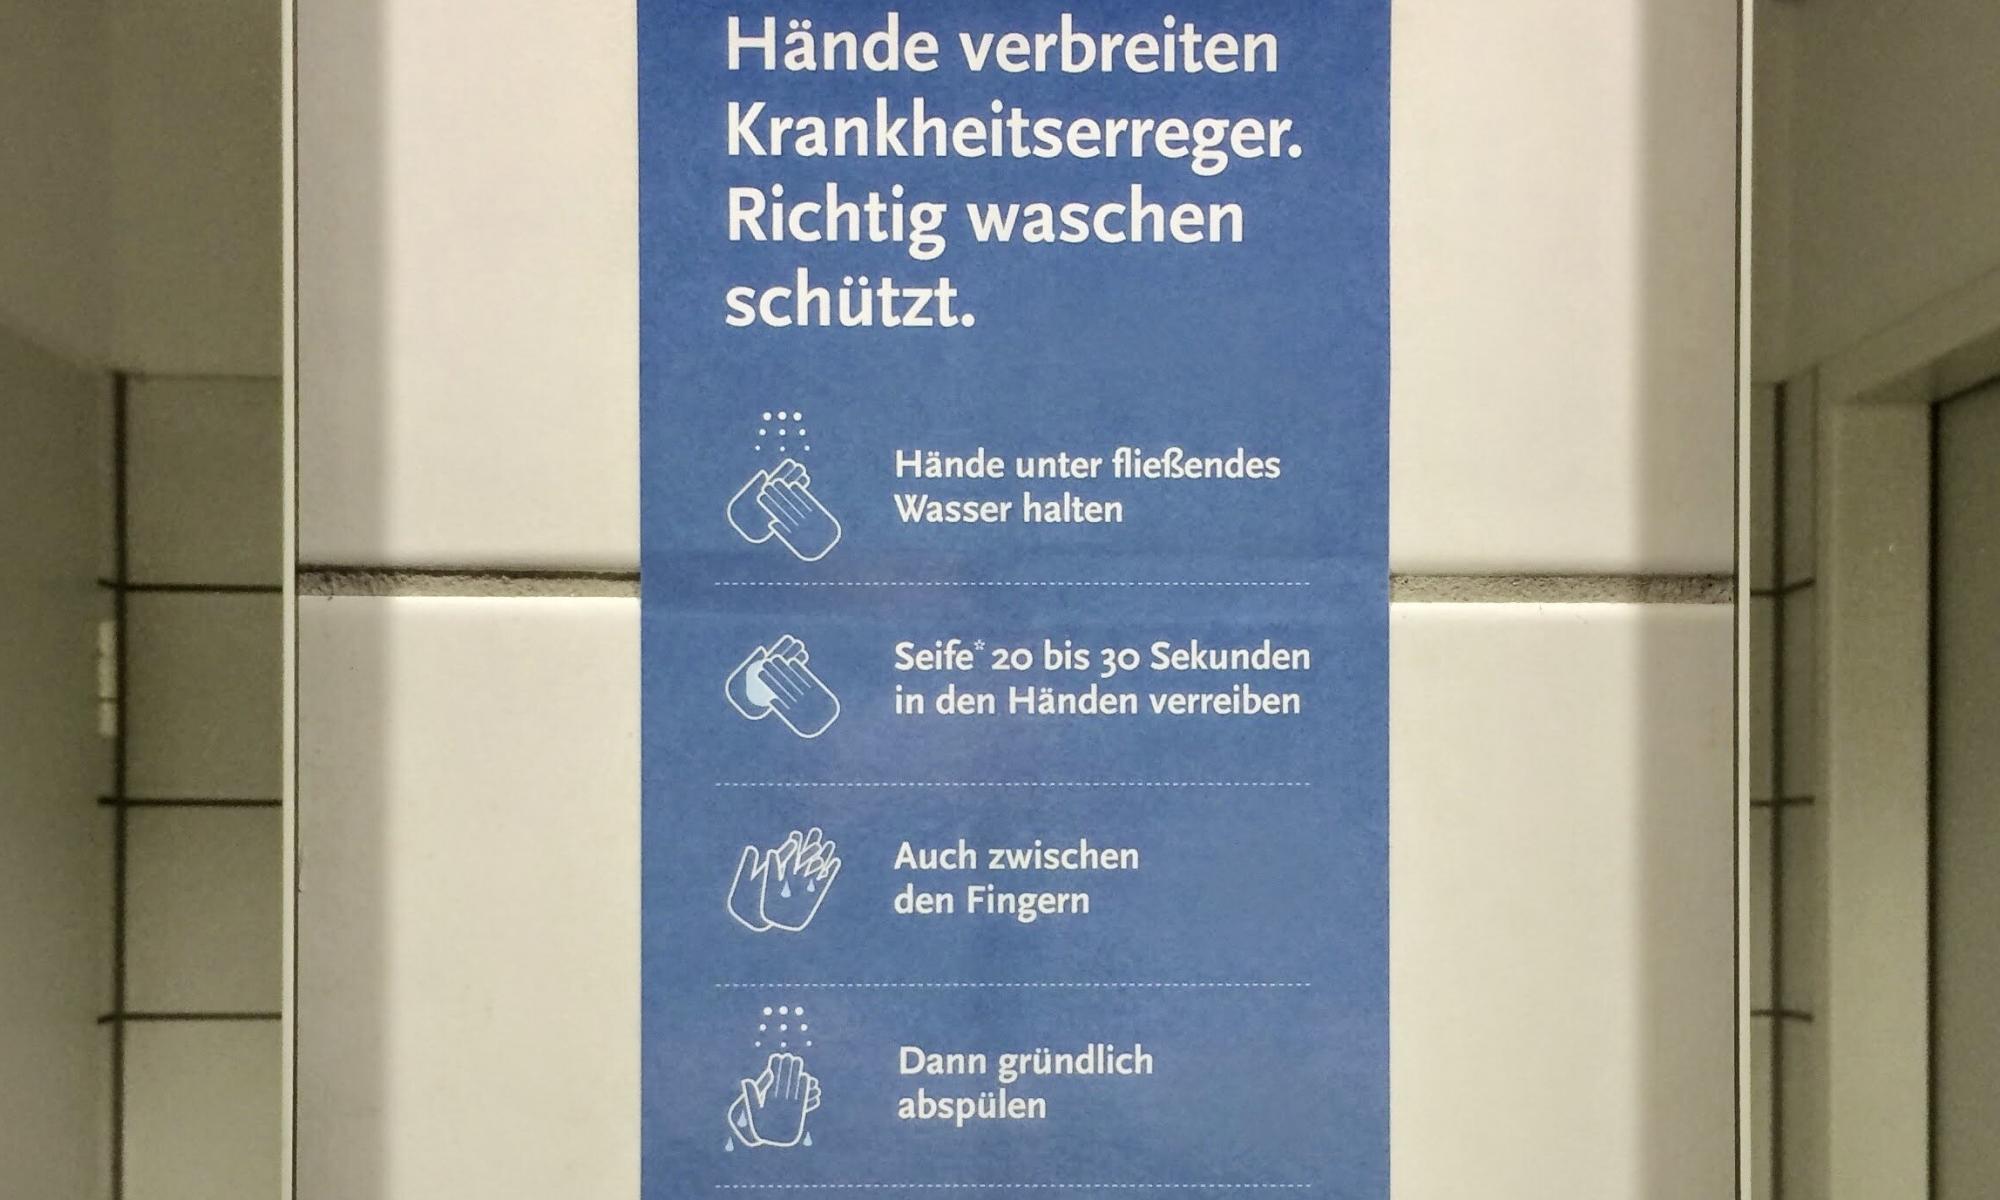 Hände verbreiten
Krankheitserreger.
Richtig waschen
schützt.
Hände unter fließendes
Wasser halten
Seife* 20 bis 30 Sekunden
in den Händen verreiben
Auch zwischen
den Fingern
Dann gründlich
abspülen